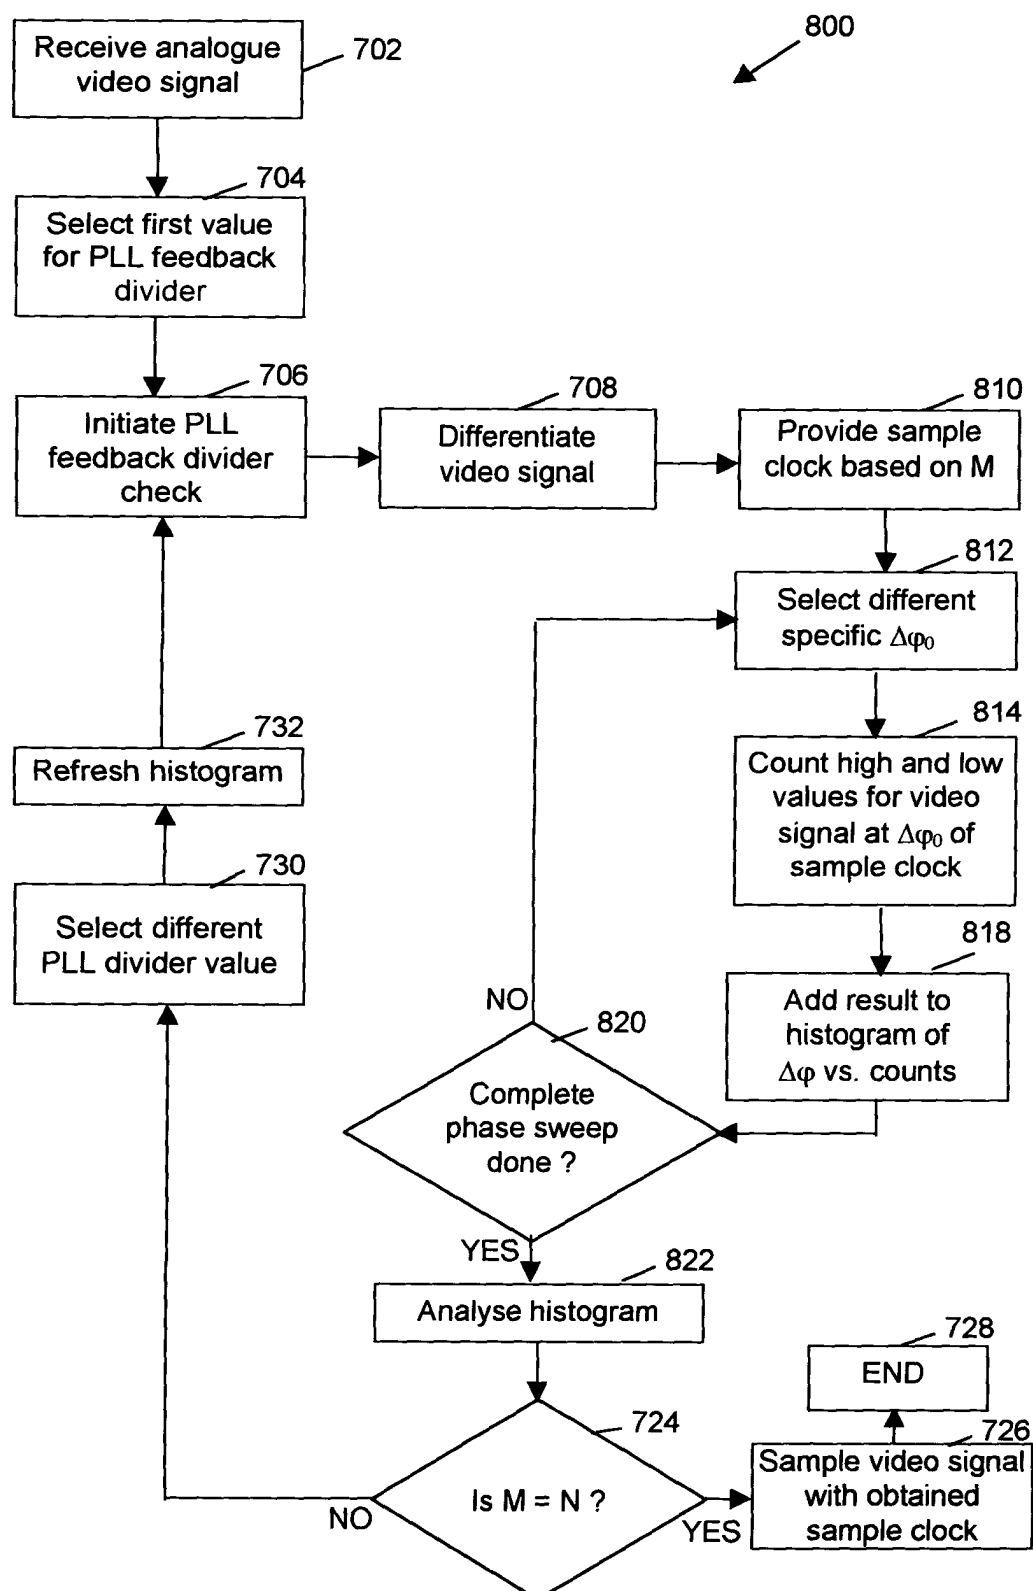 800
Receive analogue
video signal
702
704
Select first value
for PLL feedback
divider
706
Initiate PLL
feedback divider
check
708
Differentiate
video signal
810
Provide sample
clock based on M
812
Select different
specific Δφ₀
814
Count high and low
values for video
signal at Δφ₀ of
sample clock
818
Add result to
histogram of
Δφ vs. counts
NO
820
Complete
phase sweep
done ?
YES
822
Analyse histogram
724
Is M = N ?
NO
YES
726
Sample video signal
with obtained
sample clock
728
END
730
Select different
PLL divider value
732
Refresh histogram